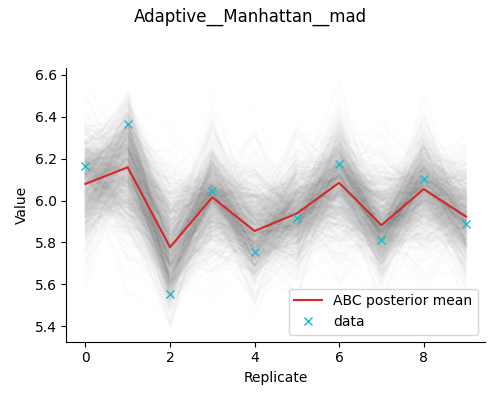 Adaptive__Manhattan__mad
6.6
6.4
6.2
6.0
5.8
5.6
5.4
Value
ABC posterior mean
data
0
2
4
6
8
Replicate